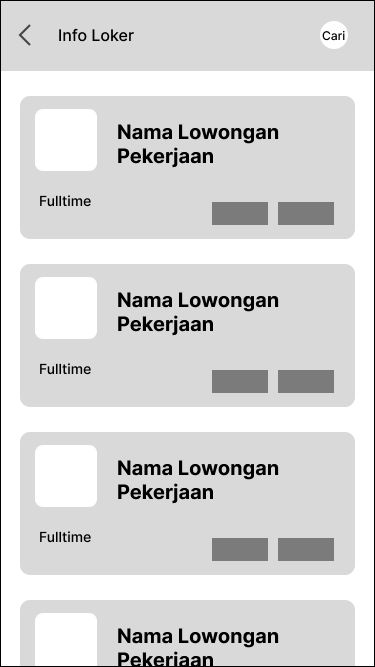 Info Loker
Cari
Nama Lowongan
Pekerjaan
Fulltime
Nama Lowongan
Pekerjaan
Fulltime
Nama Lowongan
Pekerjaan
Fulltime
Nama Lowongan
Pekerjaan